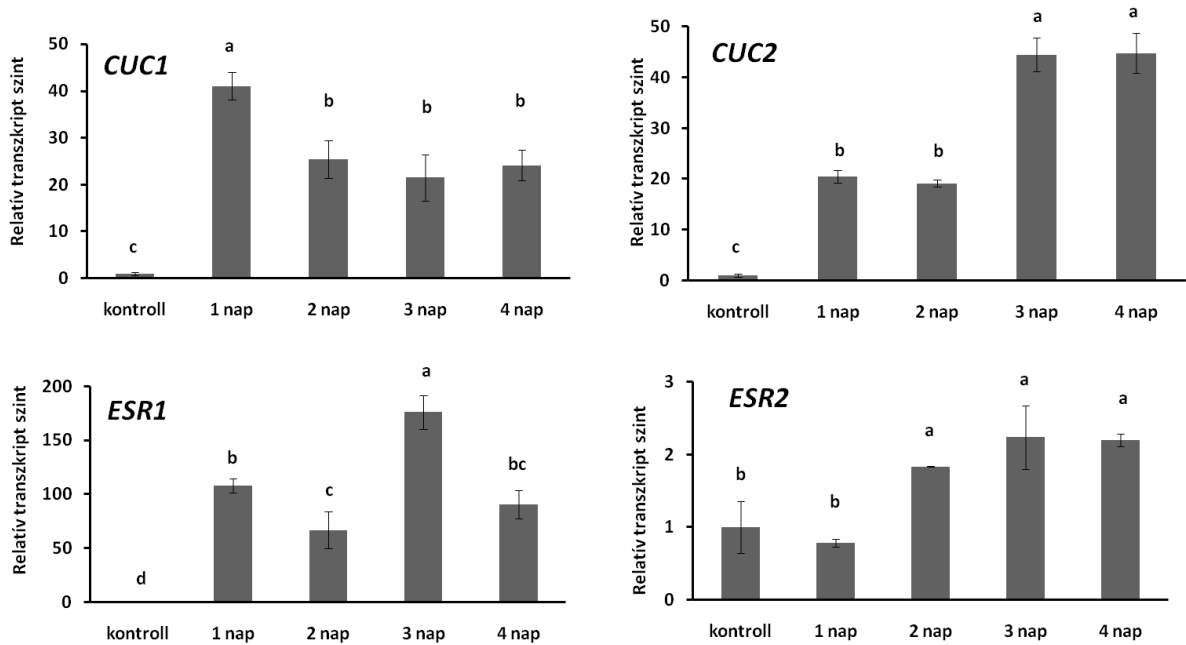 CUC1
Relatív transzkript szint
50
40
30
20
10
0
a
b
b
b
c
kontroll 1 nap 2 nap 3 nap 4 nap
CUC2
Relatív transzkript szint
50
40
30
20
10
0
a
a
b
b
c
kontroll 1 nap 2 nap 3 nap 4 nap
ESR1
Relatív transzkript szint
200
150
100
50
0
a
b
bc
c
d
kontroll 1 nap 2 nap 3 nap 4 nap
ESR2
Relatív transzkript szint
3
2
1
0
a
a
a
b
b
kontroll 1 nap 2 nap 3 nap 4 nap